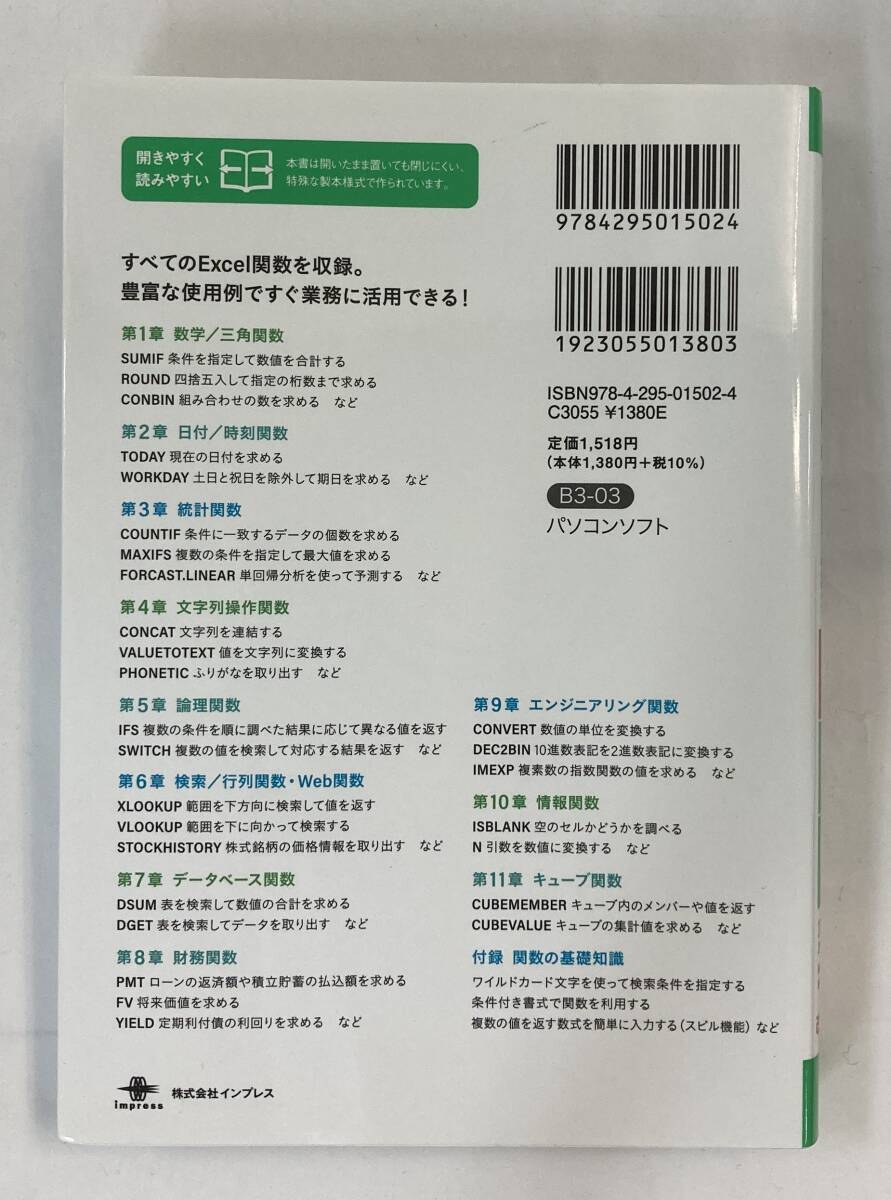 開きやすく
読みやすい
本書は開いたまま置いても閉じにくい、
特殊な製本様式で作られています。
9784295015024
1923055013803
ISBN978-4-295-01502-4
C3055 ¥1380E
定価1,518円
(本体1,380円+税10%)
B3-03
パソコンソフト
すべてのExcel関数を収録。
豊富な使用例ですぐ業務に活用できる!
第1章 数学/三角関数
SUMIF 条件を指定して数値を合計する
ROUND 四捨五入して指定の桁数まで求める
CONBIN 組み合わせの数を求める など
第2章 日付/時刻関数
TODAY 現在の日付を求める
WORKDAY 土日と祝日を除外して期日を求める など
第3章 統計関数
COUNTIF 条件に一致するデータの個数を求める
MAXIFS 複数の条件を指定して最大値を求める
FORCAST.LINEAR 単回帰分析を使って予測する など
第4章 文字列操作関数
CONCAT 文字列を連結する
VALUETOTEXT 値を文字列に変換する
PHONETIC ふりがなを取り出す など
第5章 論理関数
IFS 複数の条件を順に調べた結果に応じて異なる値を返す
SWITCH 複数の値を検索して対応する結果を返す など
第6章 検索/行列関数・Web関数
XLOOKUP 範囲を下方向に検索して値を返す
VLOOKUP 範囲を下に向かって検索する
STOCKHISTORY 株式銘柄の価格情報を取り出す など
第7章 データベース関数
DSUM 表を検索して数値の合計を求める
DGET 表を検索してデータを取り出す など
第8章 財務関数
PMT ローンの返済額や積立貯蓄の払込額を求める
FV 将来価値を求める
YIELD 定期利付債の利回りを求める など
第9章 エンジニアリング関数
CONVERT 数値の単位を変換する
DEC2BIN 10進数表記を2進数表記に変換する
IMEXP 複素数の指数関数の値を求める など
第10章 情報関数
ISBLANK 空のセルかどうかを調べる
N 引数を数値に変換する など
第11章 キューブ関数
CUBEMEMBER キューブ内のメンバーや値を返す
CUBEVALUE キューブの集計値を求める など
付録 関数の基礎知識
ワイルドカード文字を使って検索条件を指定する
条件付き書式で関数を利用する
複数の値を返す数式を簡単に入力する(スピル機能)など
impress
株式会社インプレス